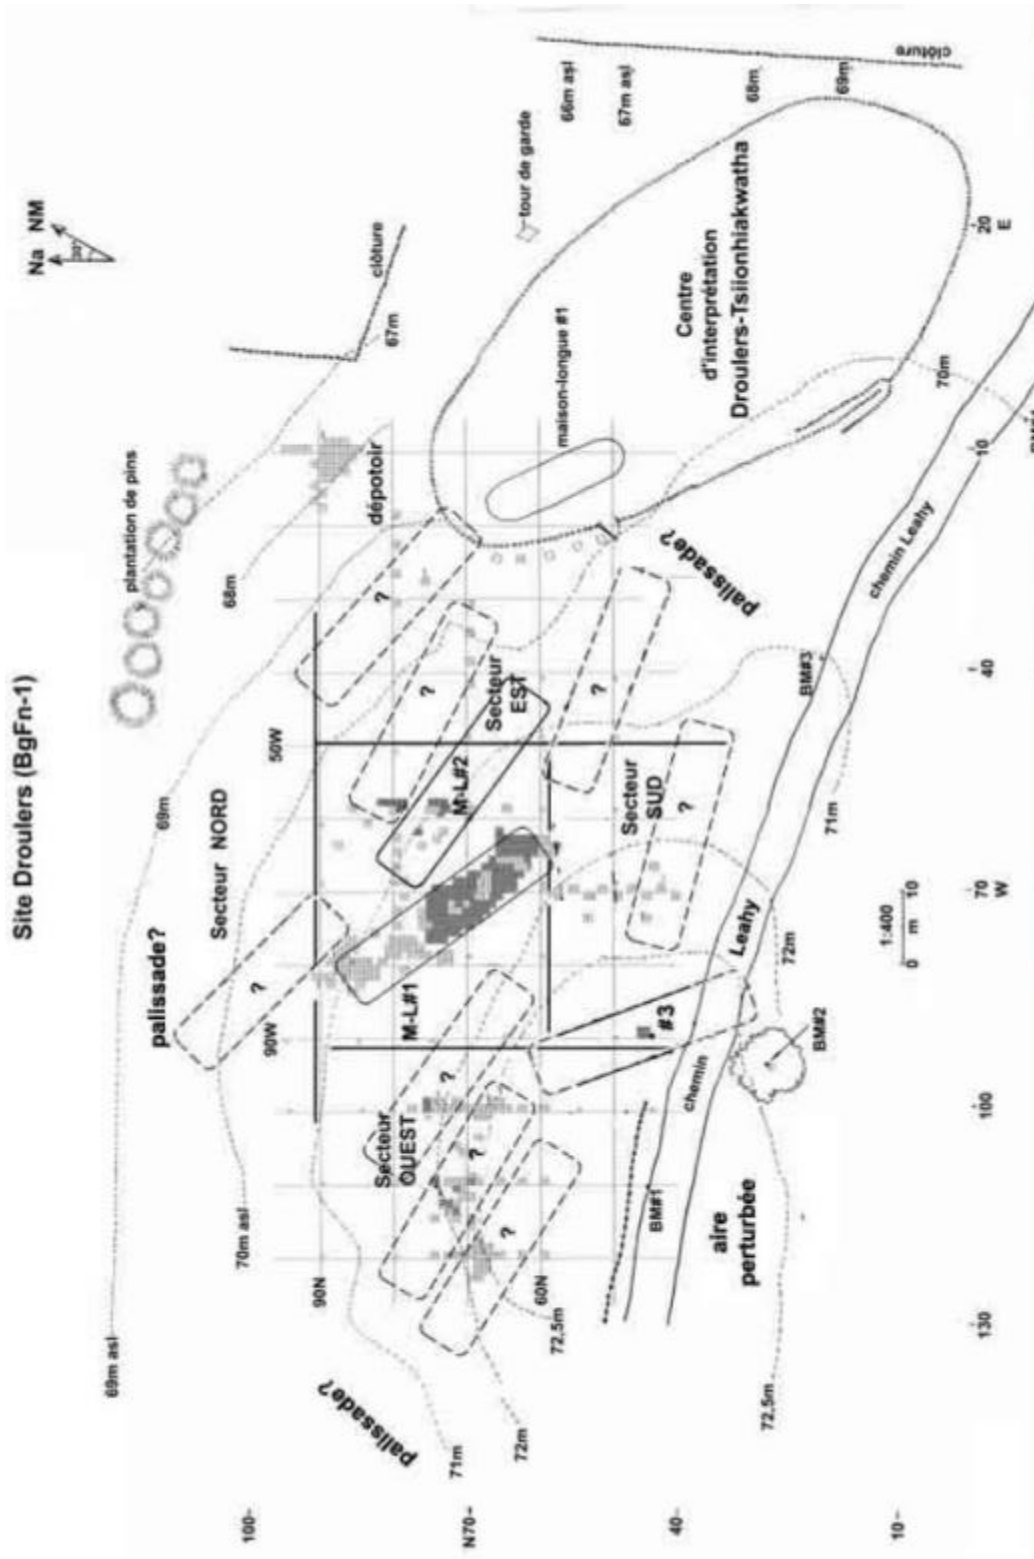 Site Droulers (BgFn-1)
Na NM
30°
plantation de pins
clôture
67m
clôture
66m asl
67m asl
68m
69m
tour de garde
palissade?
Secteur NORD
69m
68m
dépotoir
maison-longue #1
Centre
d'interprétation
Droulers-Tsiionhiakwatha
69m asl
70m asl
90W
50W
?
?
?
?
?
?
?
?
90N
60N
Secteur
OUEST
M-L#1
M-L#2
Secteur
EST
Secteur
SUD
palissade?
palissade?
#3
71m
72m
72,5m
BM#1
chemin
Leahy
BM#3
chemin Leahy
70m
71m
72m
BM#2
aire
perturbée
72,5m
1:400
0 m 10
100-
N70-
40-
10-
130
100
70
W
40
10
20
E